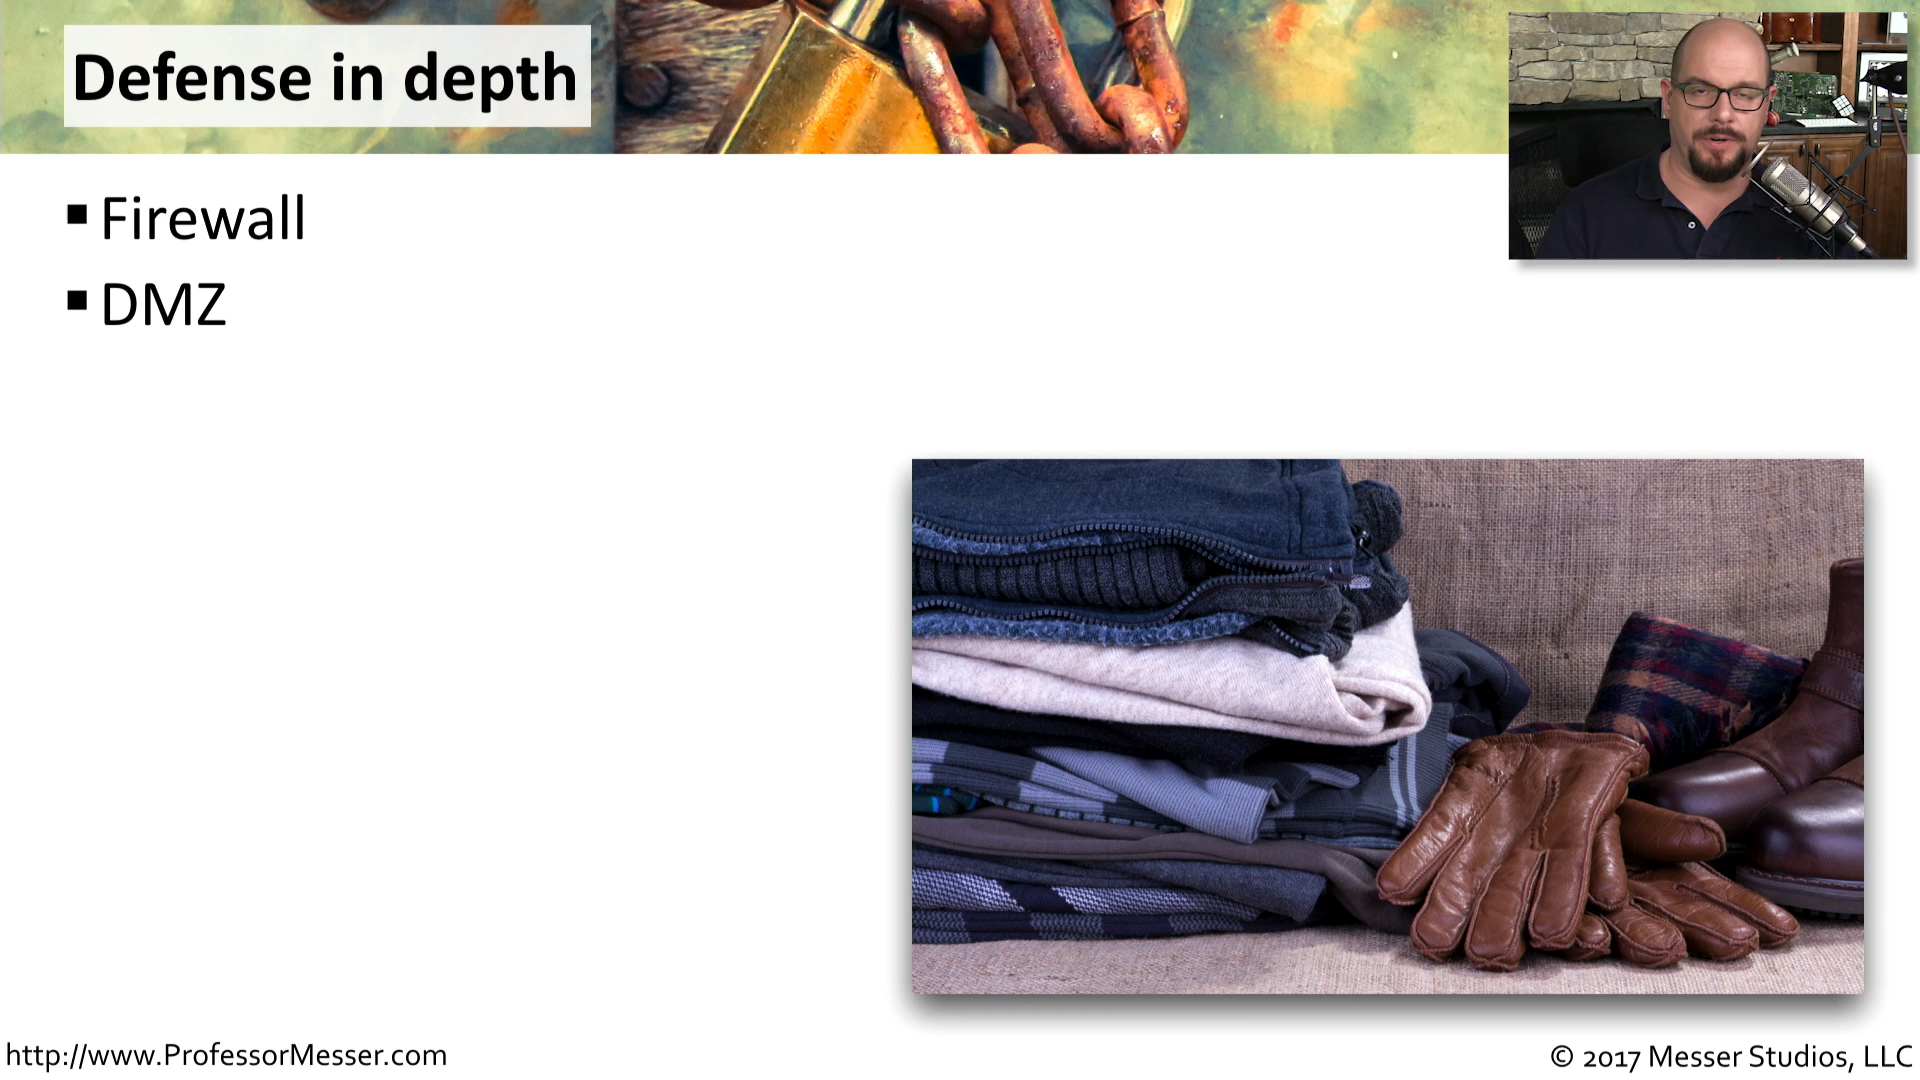 Defense in depth
▪ Firewall
▪ DMZ
http://www.ProfessorMesser.com
© 2017 Messer Studios, LLC